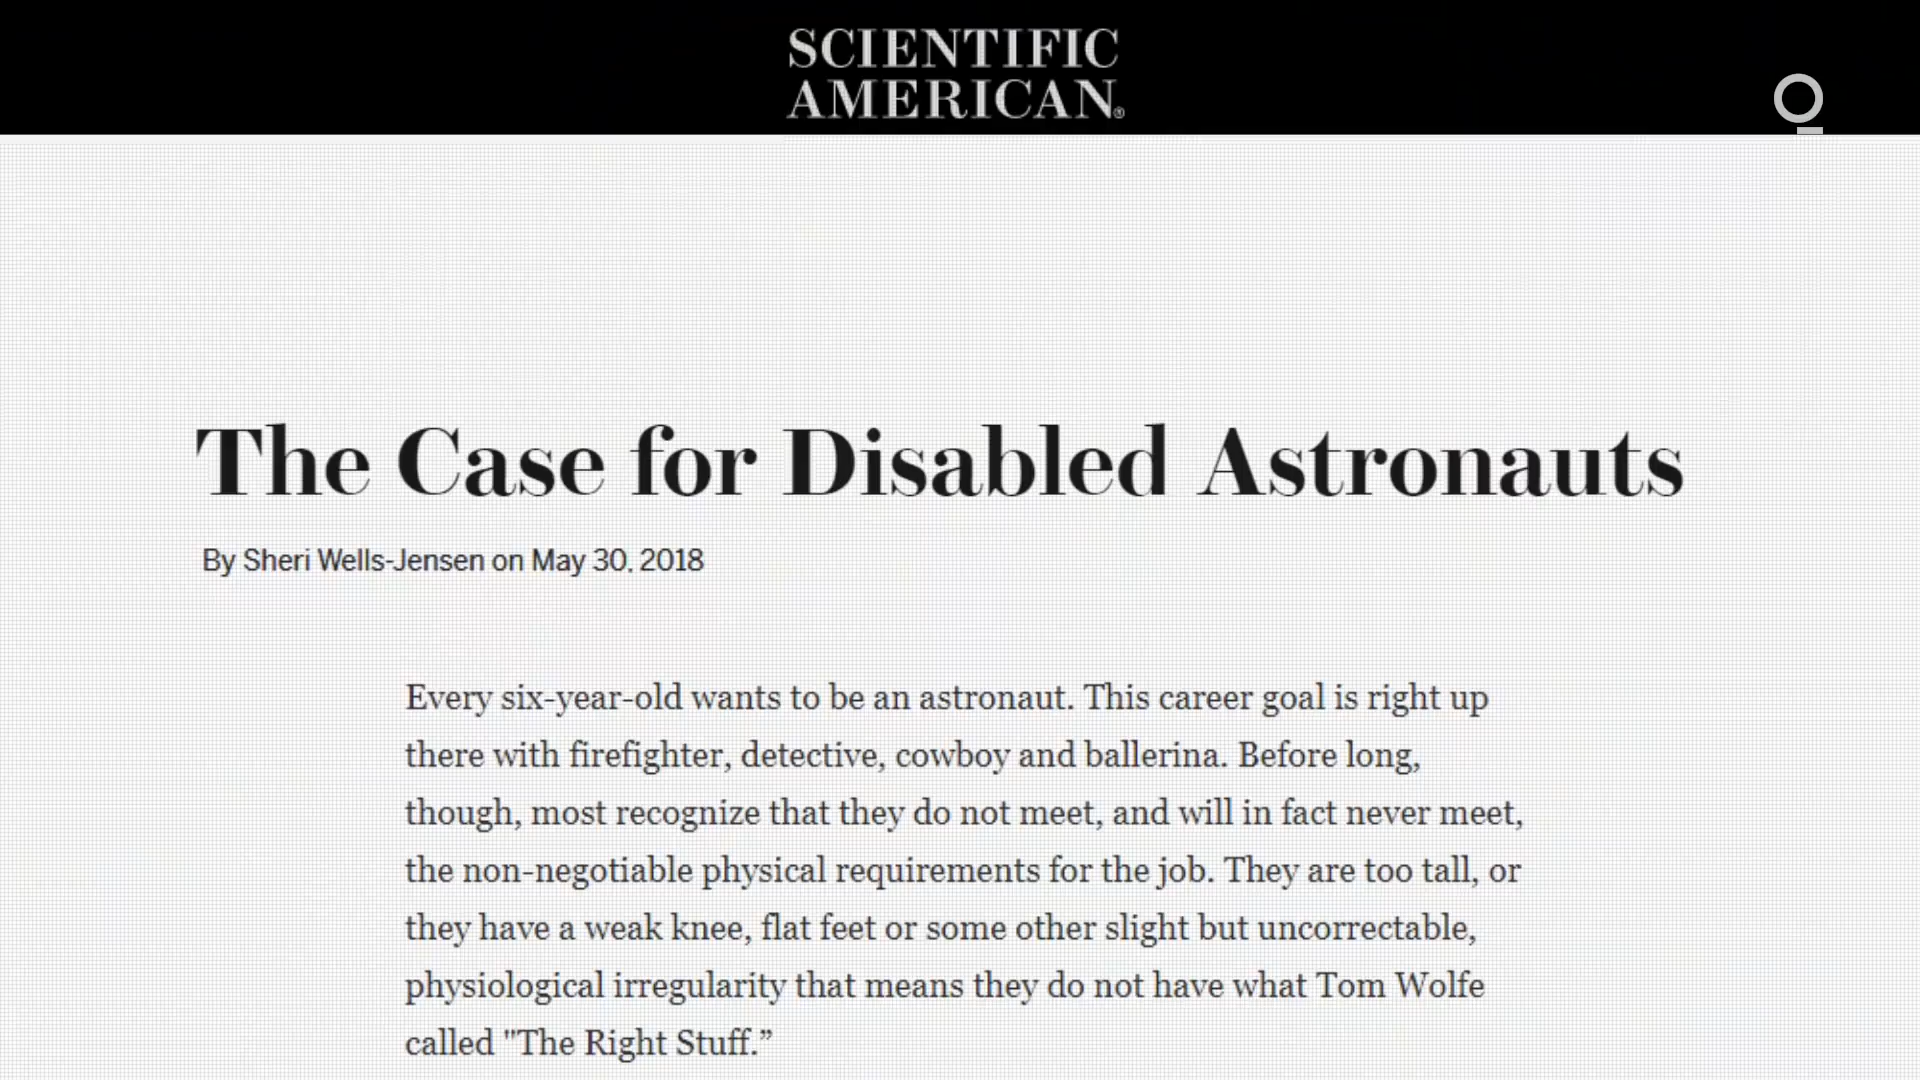 SCIENTIFIC
AMERICAN®
The Case for Disabled Astronauts
By Sheri Wells-Jensen on May 30, 2018
Every six-year-old wants to be an astronaut. This career goal is right up
there with firefighter, detective, cowboy and ballerina. Before long,
though, most recognize that they do not meet, and will in fact never meet,
the non-negotiable physical requirements for the job. They are too tall, or
they have a weak knee, flat feet or some other slight but uncorrectable,
physiological irregularity that means they do not have what Tom Wolfe
called "The Right Stuff.”